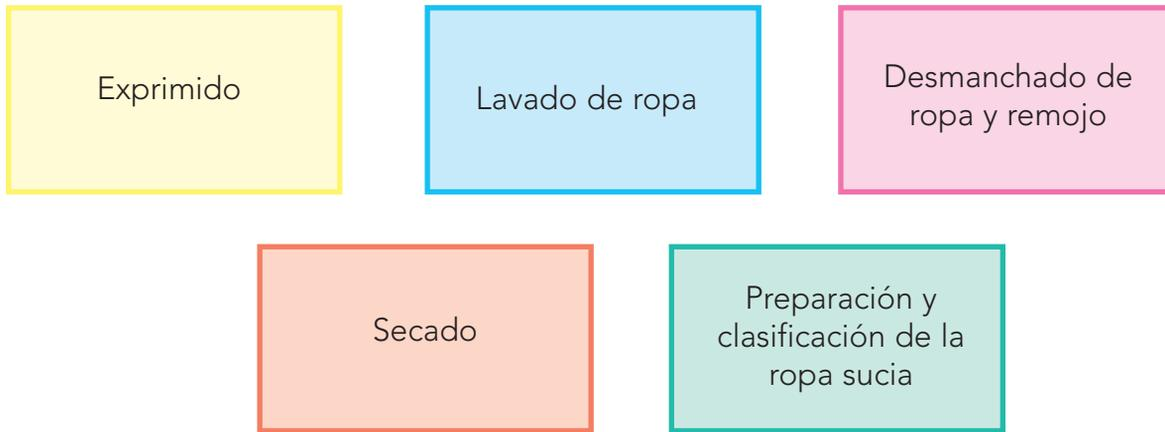 Exprimido
Lavado de ropa
Desmanchado de
ropa y remojo
Secado
Preparación y
clasificación de la
ropa sucia